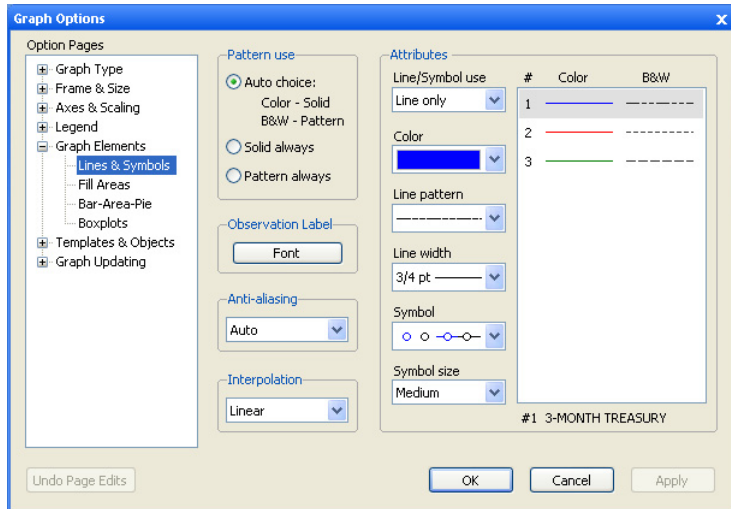 Graph Options
x
Option Pages
Graph Type
Frame & Size
Axes & Scaling
Legend
Graph Elements
Lines & Symbols
Fill Areas
Bar-Area-Pie
Boxplots
Templates & Objects
Graph Updating
Pattern use
Auto choice:
Color - Solid
B&W - Pattern
Solid always
Pattern always
Observation Label
Font
Anti-aliasing
Auto
Interpolation
Linear
Attributes
Line/Symbol use
Line only
Color
Line pattern
Line width
3/4 pt
Symbol
Symbol size
Medium
# Color B&W
1
2
3
#1 3-MONTH TREASURY
Undo Page Edits
OK
Cancel
Apply